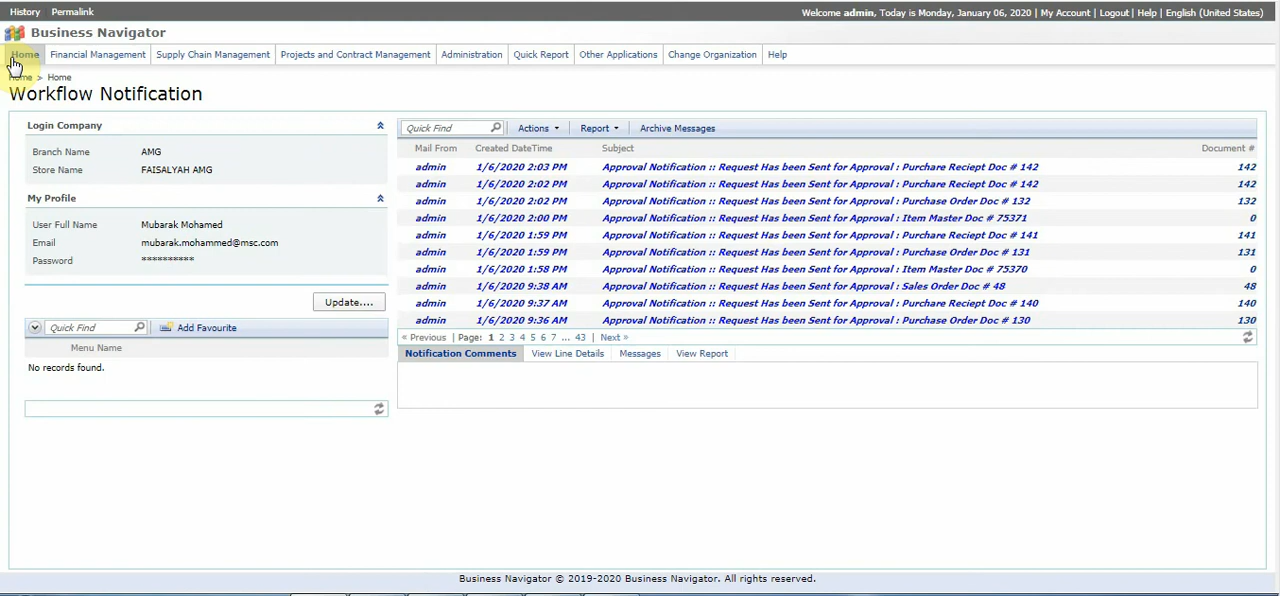 History Permalink
Welcome admin, Today is Monday, January 06, 2020 | My Account | Logout | Help | English (United States)
Business Navigator
Home Financial Management Supply Chain Management Projects and Contract Management Administration Quick Report Other Applications Change Organization Help
Home > Home
Workflow Notification
Login Company
Branch Name AMG
Store Name FAISALYAH AMG
My Profile
User Full Name Mubarak Mohamed
Email mubarak.mohammed@msc.com
Password **********
Update....
Quick Find Add Favourite
Menu Name
No records found.
Quick Find Actions Report Archive Messages
Mail From Created DateTime Subject Document #
admin 1/6/2020 2:03 PM Approval Notification :: Request Has been Sent for Approval : Purchare Reciept Doc # 142 142
admin 1/6/2020 2:02 PM Approval Notification :: Request Has been Sent for Approval : Purchare Reciept Doc # 142 142
admin 1/6/2020 2:02 PM Approval Notification :: Request Has been Sent for Approval : Purchase Order Doc # 132 132
admin 1/6/2020 2:00 PM Approval Notification :: Request Has been Sent for Approval : Item Master Doc # 75371 0
admin 1/6/2020 1:59 PM Approval Notification :: Request Has been Sent for Approval : Purchare Reciept Doc # 141 141
admin 1/6/2020 1:59 PM Approval Notification :: Request Has been Sent for Approval : Purchase Order Doc # 131 131
admin 1/6/2020 1:58 PM Approval Notification :: Request Has been Sent for Approval : Item Master Doc # 75370 0
admin 1/6/2020 9:38 AM Approval Notification :: Request Has been Sent for Approval : Sales Order Doc # 48 48
admin 1/6/2020 9:37 AM Approval Notification :: Request Has been Sent for Approval : Purchare Reciept Doc # 140 140
admin 1/6/2020 9:36 AM Approval Notification :: Request Has been Sent for Approval : Purchase Order Doc # 130 130
« Previous | Page: 1 2 3 4 5 6 7 ... 43 | Next »
Notification Comments View Line Details Messages View Report
Business Navigator © 2019-2020 Business Navigator. All rights reserved.